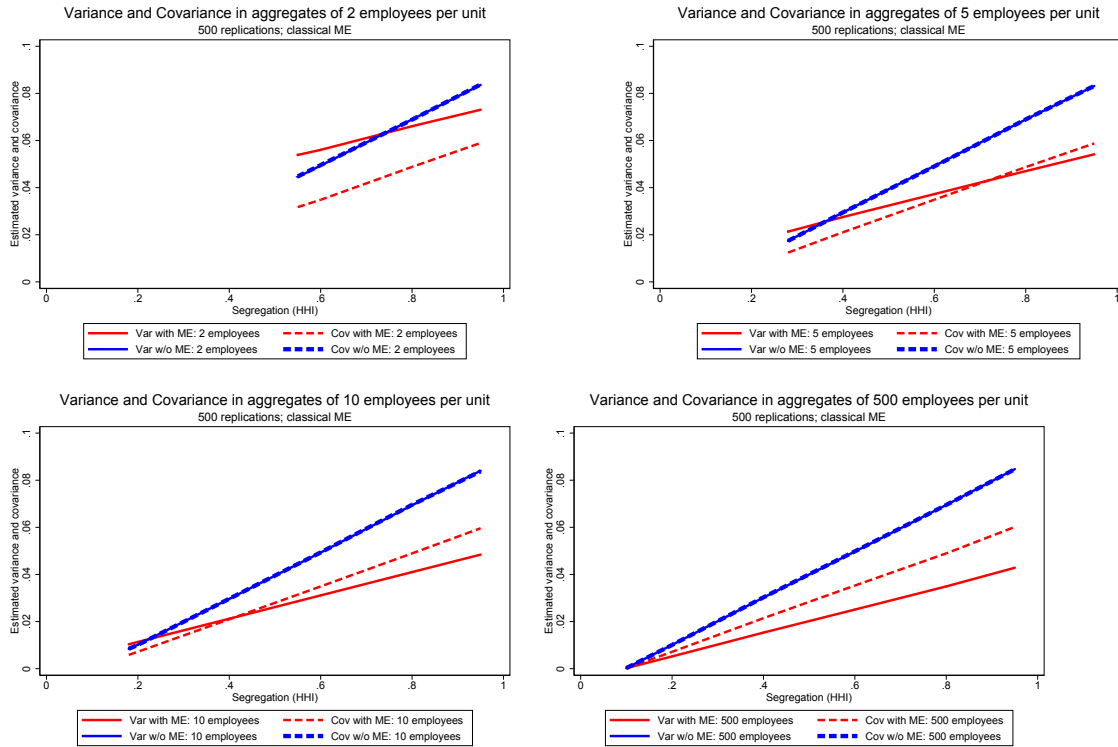 Variance and Covariance in aggregates of 2 employees per unit
500 replications; classical ME
Estimated variance and covariance
0 .02 .04 .06 .08 .1
0 .2 .4 .6 .8 1
Segregation (HHI)
Var with ME: 2 employees Cov with ME: 2 employees
Var w/o ME: 2 employees Cov w/o ME: 2 employees
Variance and Covariance in aggregates of 5 employees per unit
500 replications; classical ME
Estimated variance and covariance
0 .02 .04 .06 .08 .1
0 .2 .4 .6 .8 1
Segregation (HHI)
Var with ME: 5 employees Cov with ME: 5 employees
Var w/o ME: 5 employees Cov w/o ME: 5 employees
Variance and Covariance in aggregates of 10 employees per unit
500 replications; classical ME
Estimated variance and covariance
0 .02 .04 .06 .08 .1
0 .2 .4 .6 .8 1
Segregation (HHI)
Var with ME: 10 employees Cov with ME: 10 employees
Var w/o ME: 10 employees Cov w/o ME: 10 employees
Variance and Covariance in aggregates of 500 employees per unit
500 replications; classical ME
Estimated variance and covariance
0 .02 .04 .06 .08 .1
0 .2 .4 .6 .8 1
Segregation (HHI)
Var with ME: 500 employees Cov with ME: 500 employees
Var w/o ME: 500 employees Cov w/o ME: 500 employees